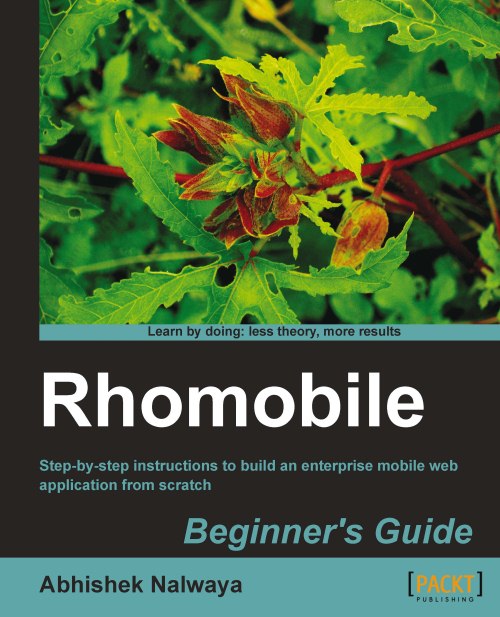 Learn by doing: less theory, more results
Rhomobile
Step-by-step instructions to build an enterprise mobile web
application from scratch
Beginner's Guide
Abhishek Nalwaya
[PACKT]
PUBLISHING